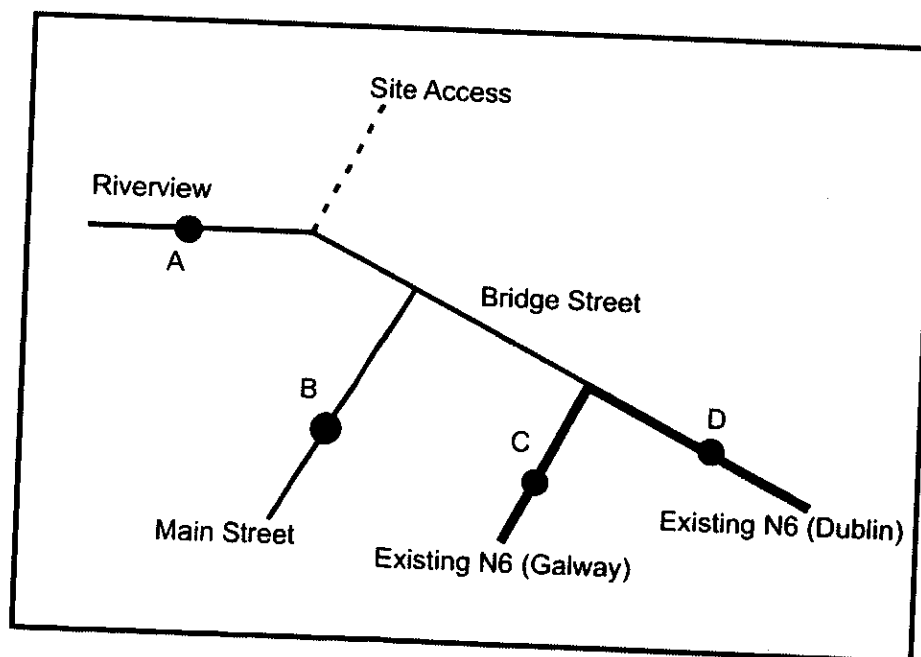 Site Access
Riverview
A
Bridge Street
B
D
C
Main Street
Existing N6 (Dublin)
Existing N6 (Galway)